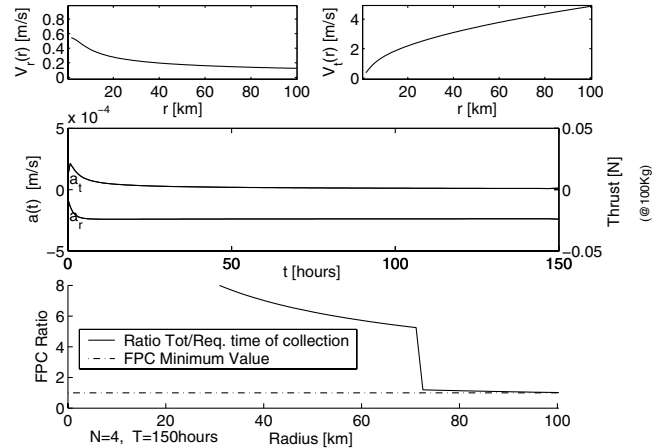 V_r(r) [m/s]
0.8
0.6
0.4
0.2
0
20 40 60 80 100
r [km]
V_t(r) [m/s]
4
2
0
20 40 60 80 100
r [km]
x 10^-4
a(t) [m/s]
5
0
−5
a_t
a_r
0 50 100 150
t [hours]
0.05
0
−0.05
Thrust [N]
(@100Kg)
FPC Ratio
8
6
4
2
0
Ratio Tot/Req. time of collection
FPC Minimum Value
0 20 40 60 80 100
N=4, T=150hours
Radius [km]